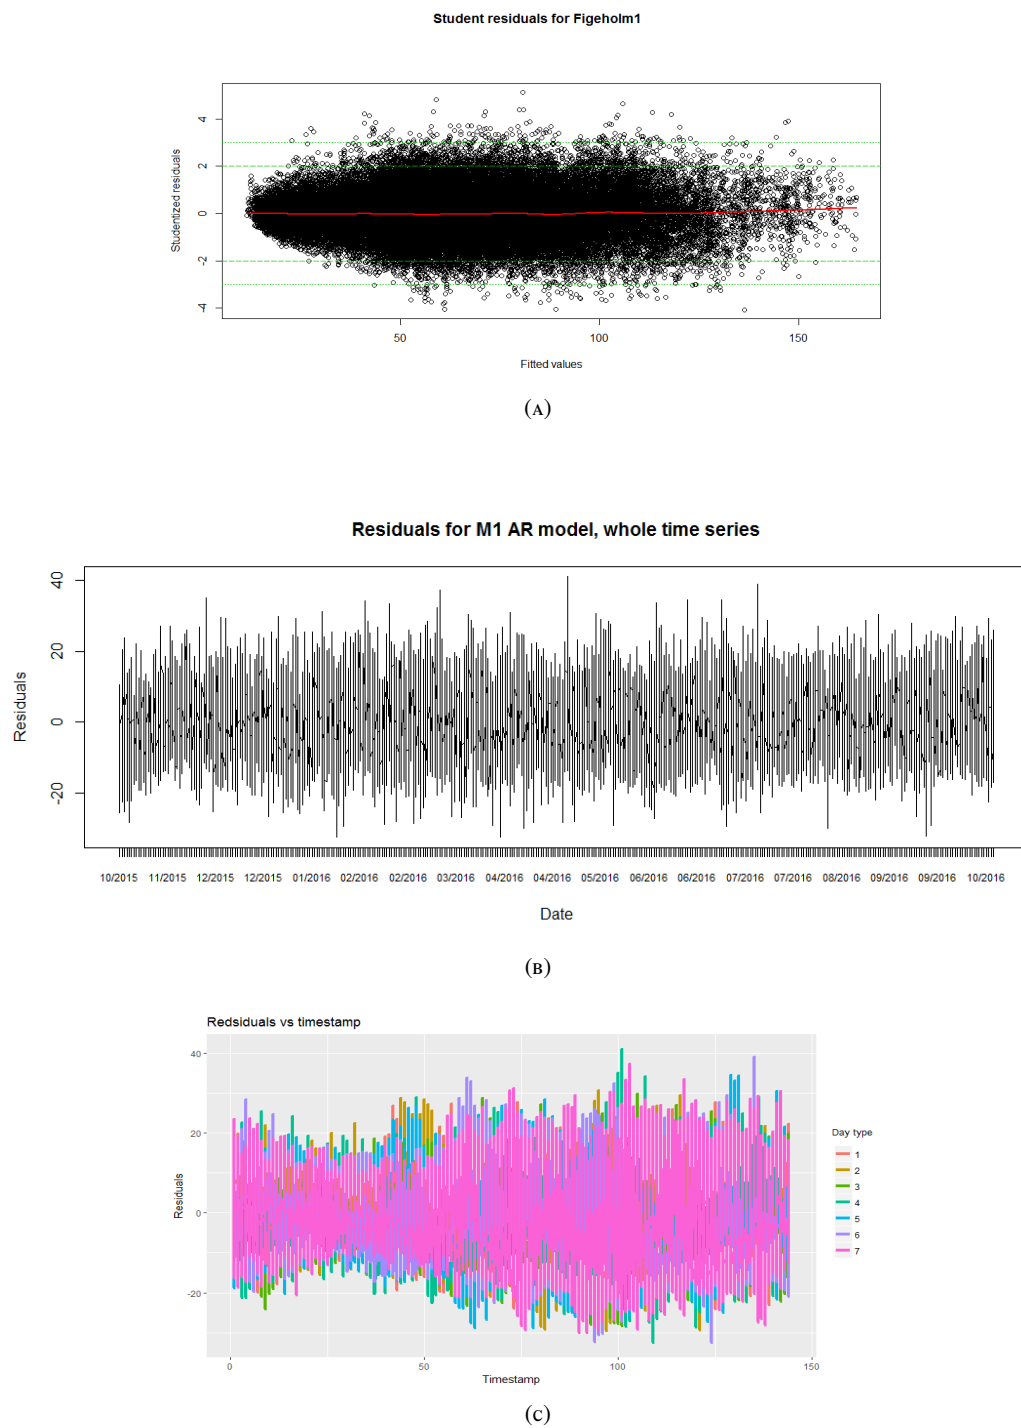 Student residuals for Figeholm1
Studentized residuals
4
2
0
-2
-4
50 100 150
Fitted values
(A)
Residuals for M1 AR model, whole time series
Residuals
40
20
0
-20
10/2015 11/2015 12/2015 12/2015 01/2016 02/2016 02/2016 03/2016 04/2016 04/2016 05/2016 06/2016 06/2016 07/2016 07/2016 08/2016 09/2016 09/2016 10/2016
Date
(B)
Redsiduals vs timestamp
Residuals
40
20
0
-20
0 50 100 150
Timestamp
Day type
1
2
3
4
5
6
7
(C)